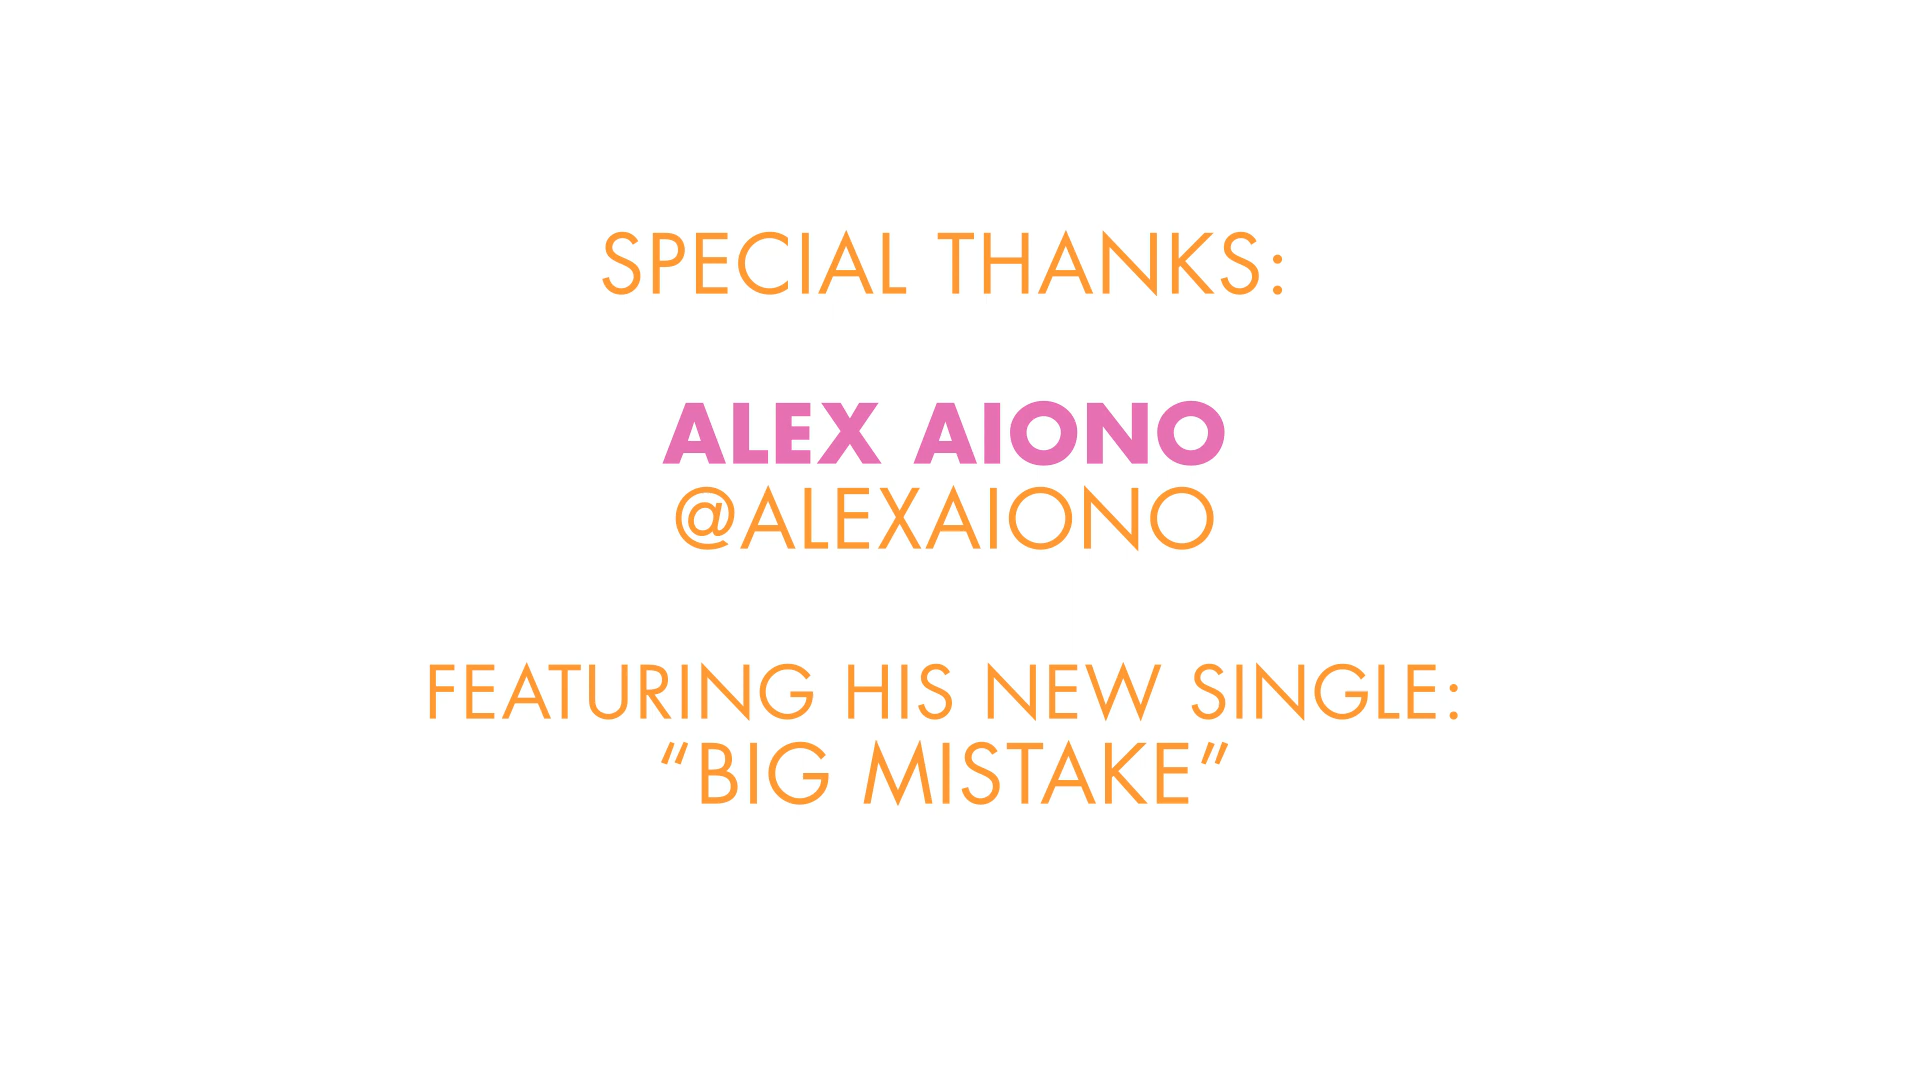 SPECIAL THANKS:
ALEX AIONO
@ALEXAIONO
FEATURING HIS NEW SINGLE:
“BIG MISTAKE”